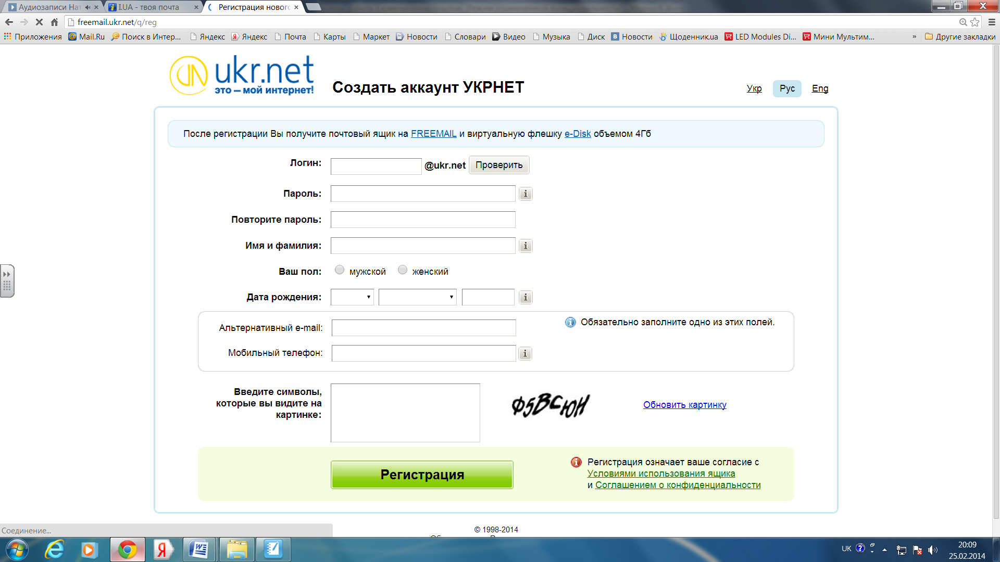 Аудиозаписи Нат
I.UA - твоя почта
Регистрация нового
freemail.ukr.net/q/reg
Приложения Mail.Ru Поиск в Интер... Яндекс Яндекс Почта Карты Маркет Новости Словари Видео Музыка Диск Новости Щоденник.ua LED Modules Di... Мини Мультим... » Другие закладки
ukr.net
это – мой интернет!
Создать аккаунт УКРНЕТ
Укр Рус Eng
После регистрации Вы получите почтовый ящик на FREEMAIL и виртуальную флешку e-Disk объемом 4Гб
Логин: @ukr.net Проверить
Пароль:
Повторите пароль:
Имя и фамилия:
Ваш пол: мужской женский
Дата рождения:
Альтернативный e-mail:
Обязательно заполните одно из этих полей.
Мобильный телефон:
Введите символы,
которые вы видите на
картинке:
Ф5ВСЮН
Обновить картинку
Регистрация
Регистрация означает ваше согласие с
Условиями использования ящика
и Соглашением о конфиденциальности
Соединение...
© 1998-2014
UK
20:09
25.02.2014